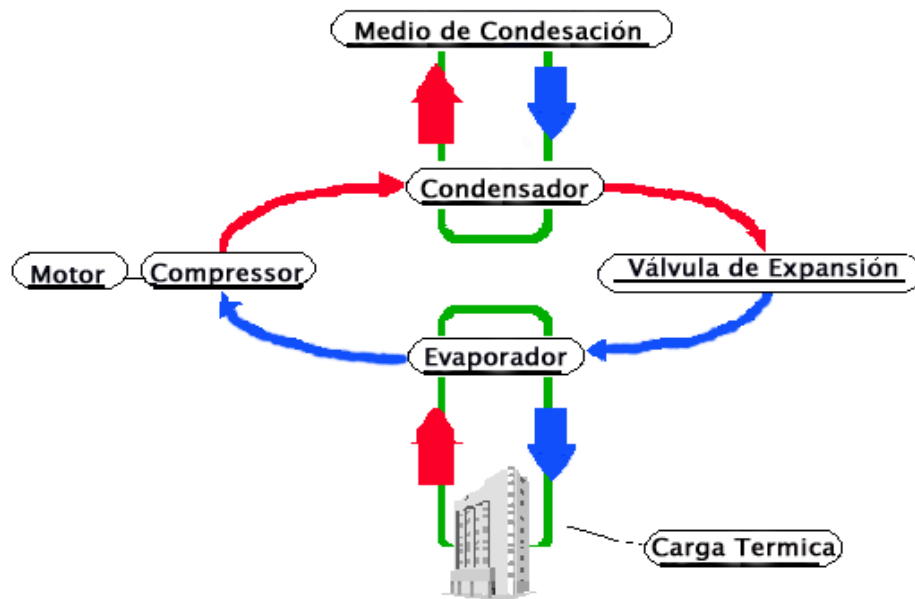 Medio de Condesación
Condensador
Motor
Compressor
Válvula de Expansión
Evaporador
Carga Termica